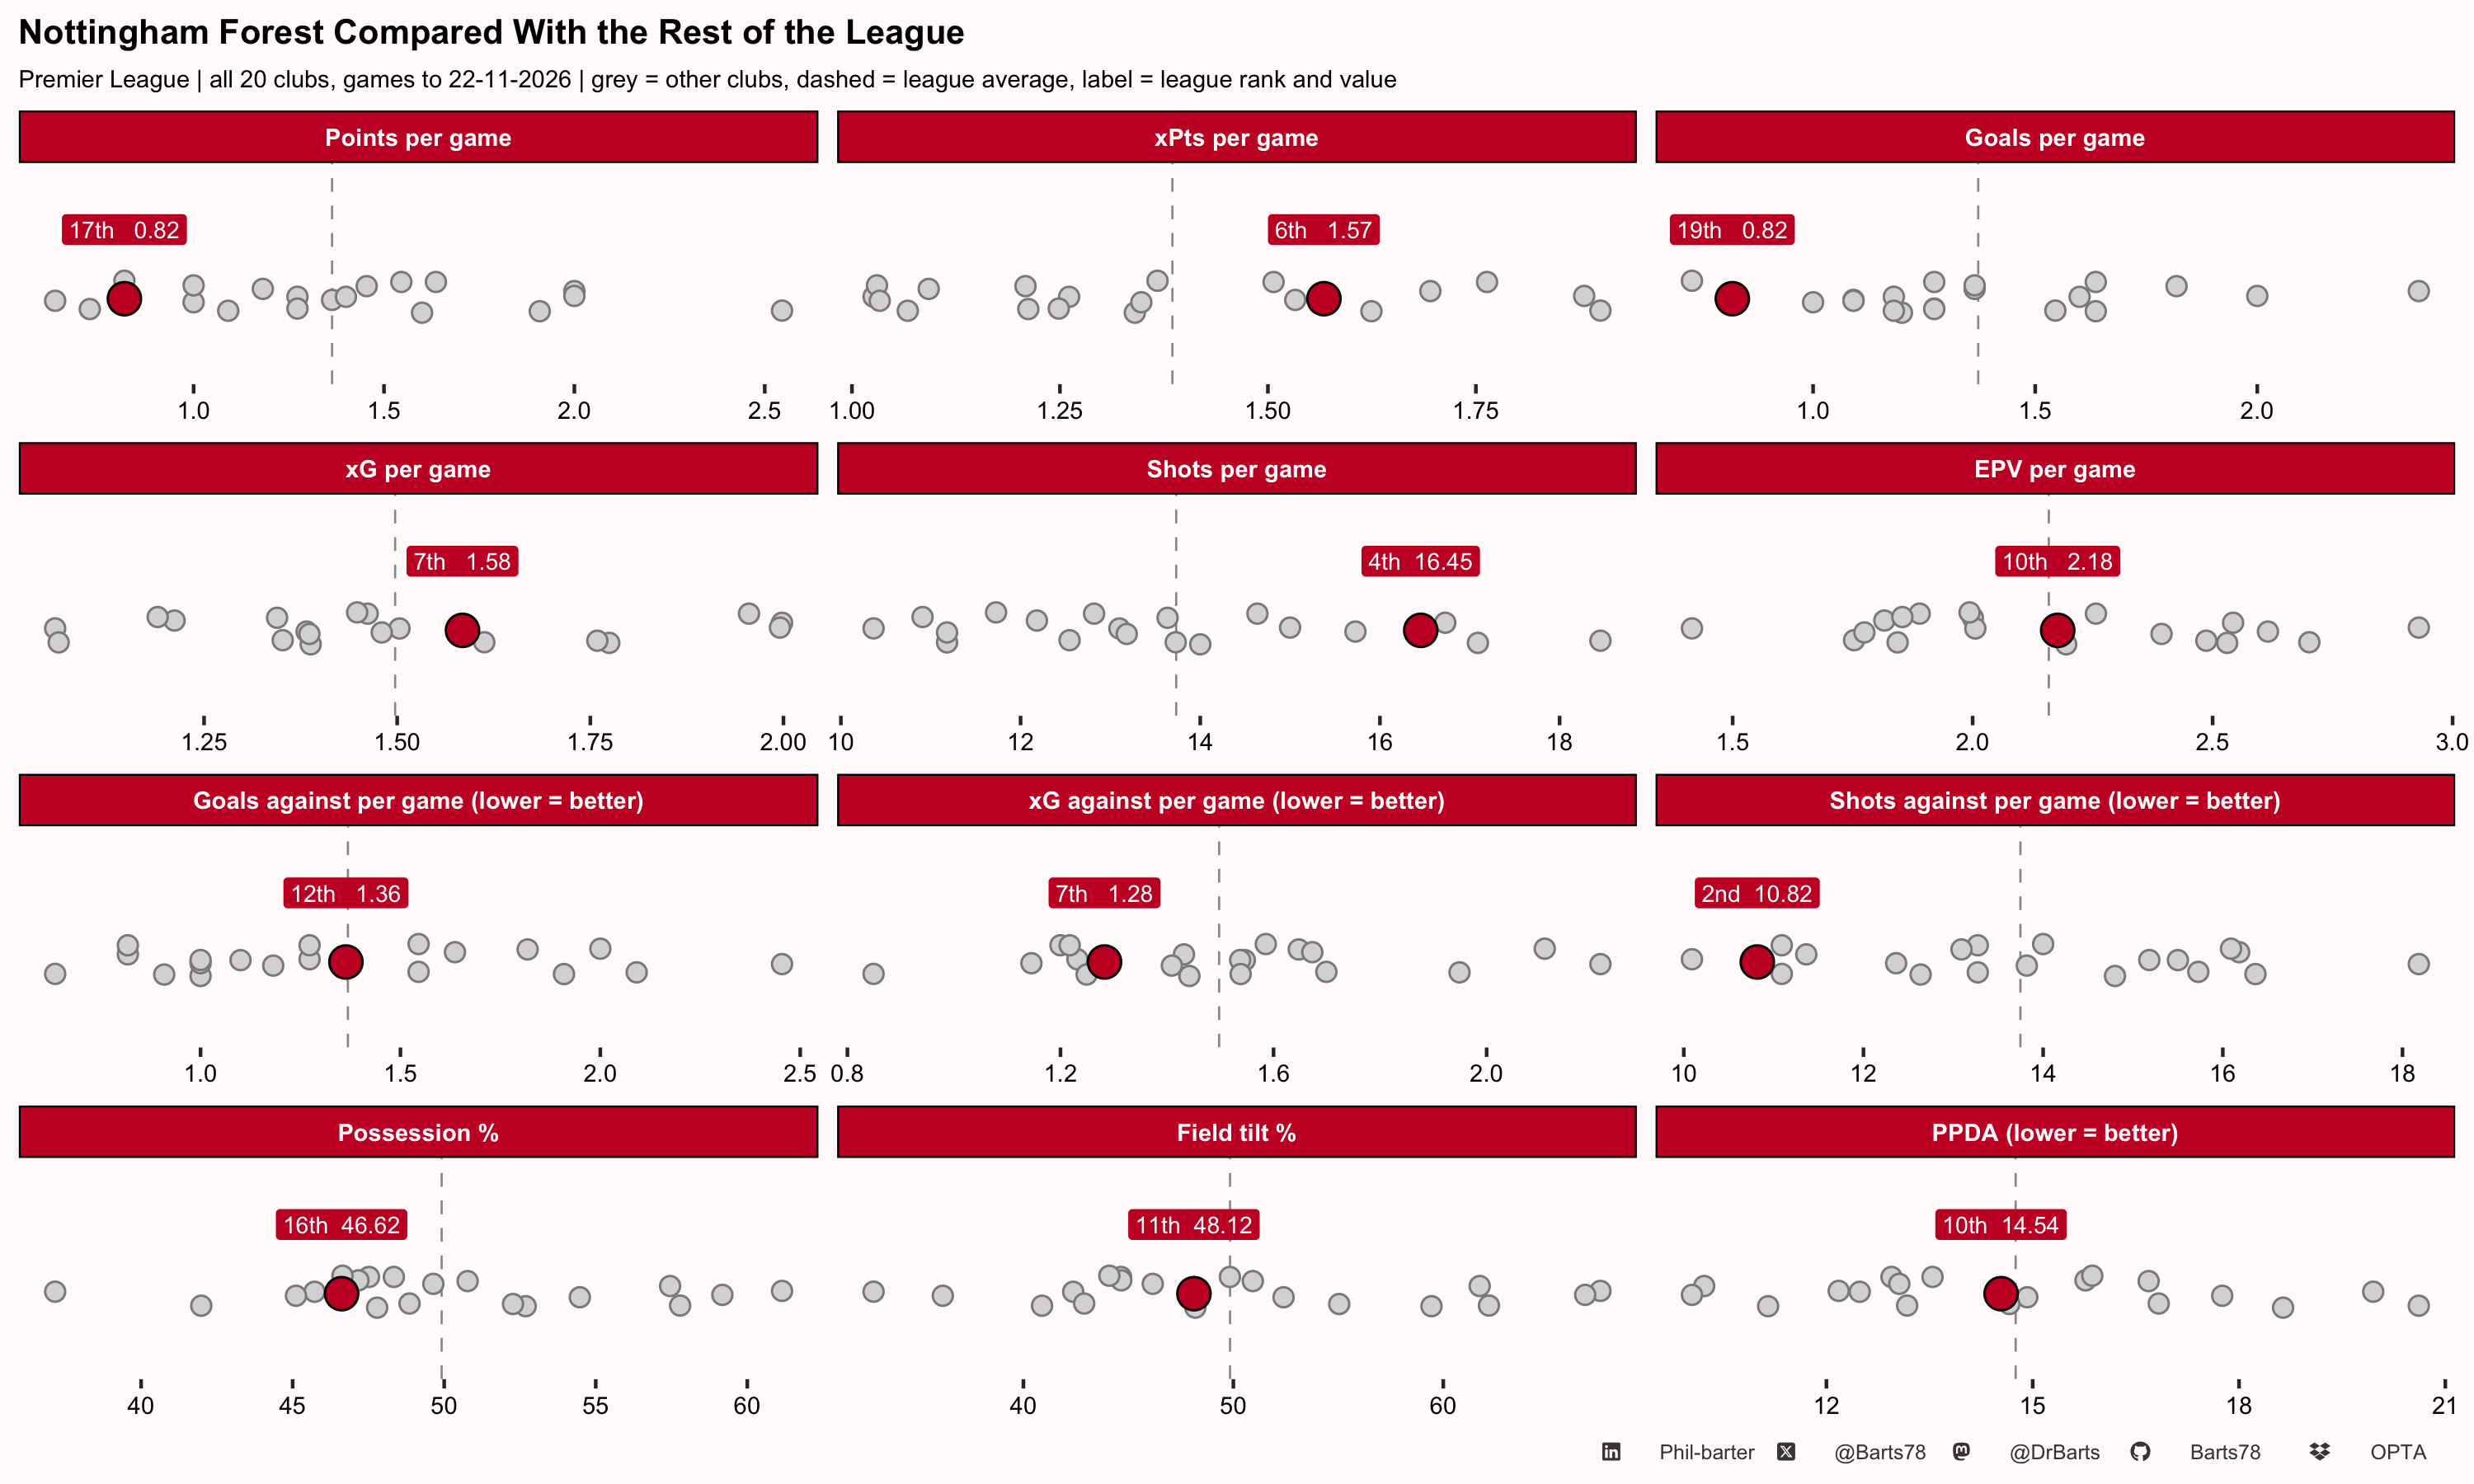 Nottingham Forest Compared With the Rest of the League
Premier League | all 20 clubs, games to 22-11-2026 | grey = other clubs, dashed = league average, label = league rank and value
Points per game
17th 0.82
1.0 1.5 2.0 2.5
xPts per game
6th 1.57
1.00 1.25 1.50 1.75
Goals per game
19th 0.82
1.0 1.5 2.0
xG per game
7th 1.58
1.25 1.50 1.75 2.00
Shots per game
4th 16.45
10 12 14 16 18
EPV per game
10th 2.18
1.5 2.0 2.5 3.0
Goals against per game (lower = better)
12th 1.36
1.0 1.5 2.0 2.5
xG against per game (lower = better)
7th 1.28
0.8 1.2 1.6 2.0
Shots against per game (lower = better)
2nd 10.82
10 12 14 16 18
Possession %
16th 46.62
40 45 50 55 60
Field tilt %
11th 48.12
40 50 60
PPDA (lower = better)
10th 14.54
12 15 18 21
Phil-barter @Barts78 @DrBarts Barts78 OPTA